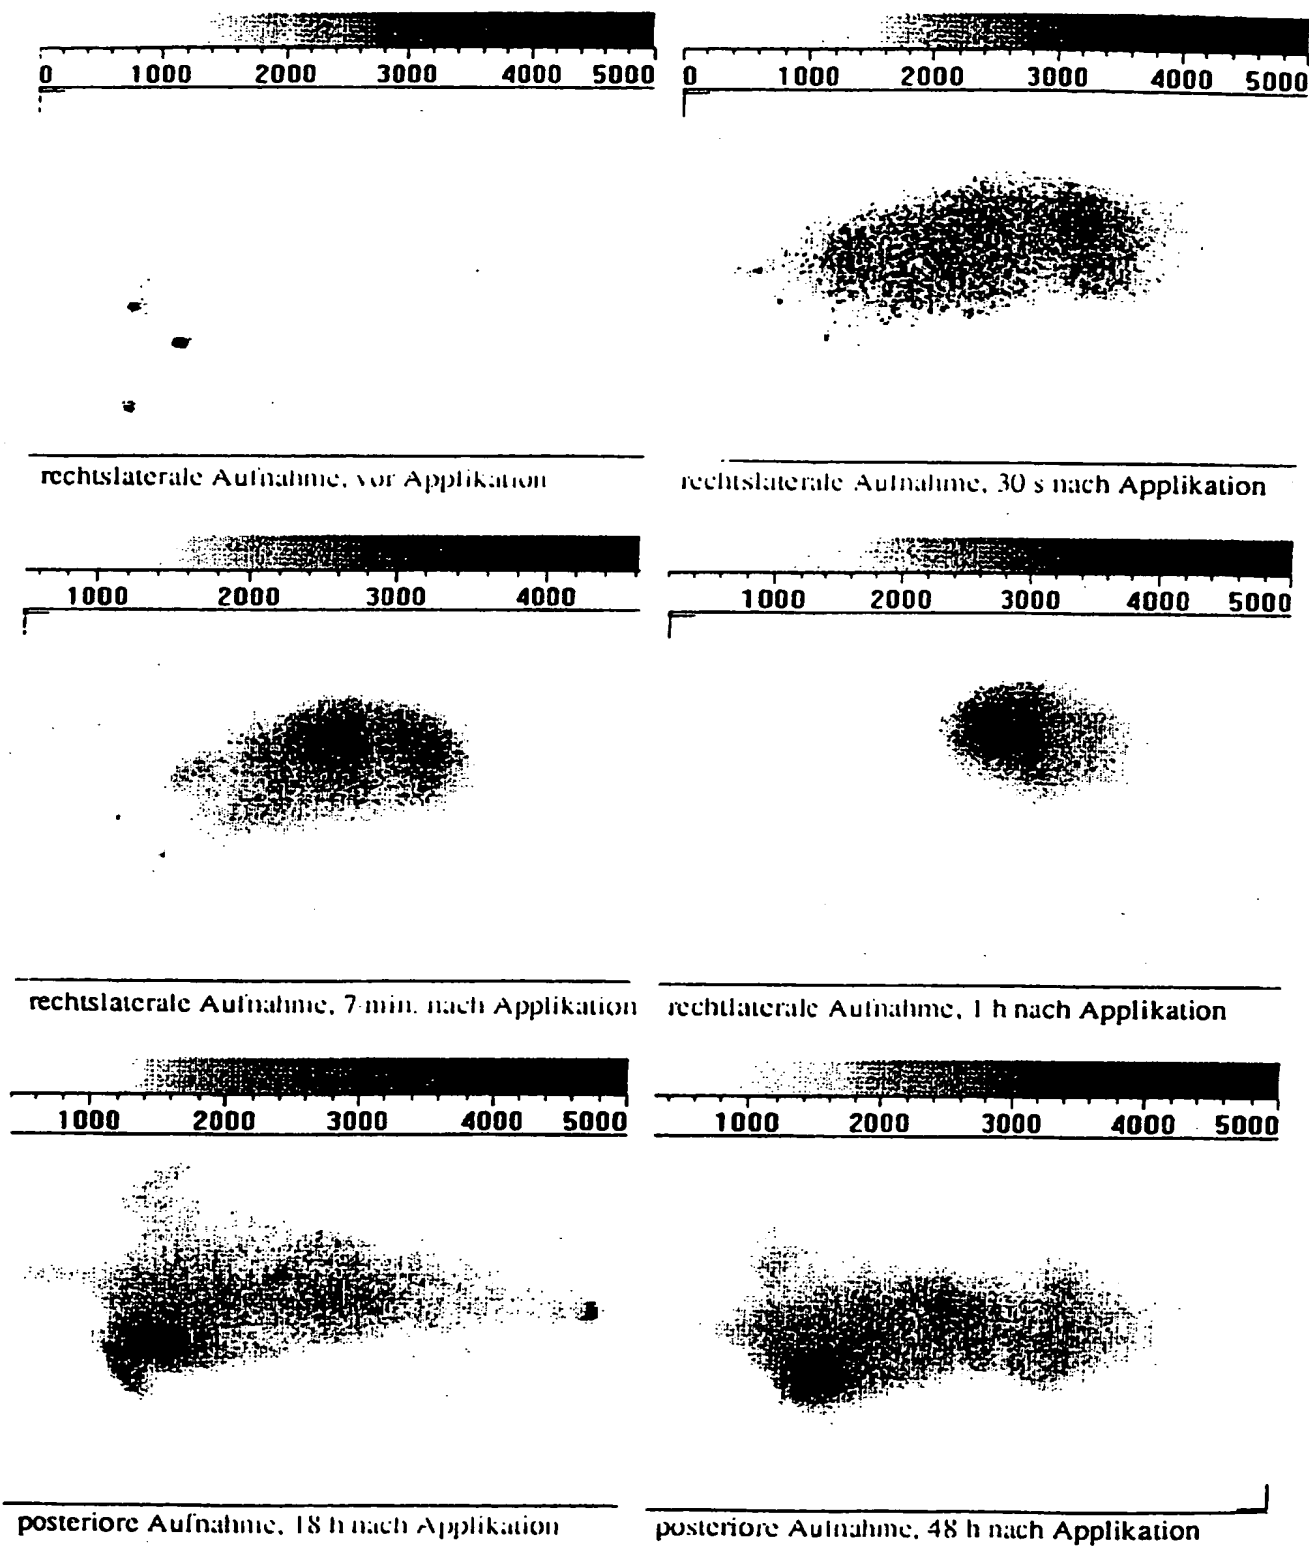 0 1000 2000 3000 4000 5000
0 1000 2000 3000 4000 5000
rechtslaterale Aufnahme, vor Applikation
rechtslaterale Aufnahme, 30 s nach Applikation
1000 2000 3000 4000
1000 2000 3000 4000 5000
rechtslaterale Aufnahme, 7 min. nach Applikation
rechtlaterale Aufnahme, 1 h nach Applikation
1000 2000 3000 4000 5000
1000 2000 3000 4000 5000
posteriore Aufnahme, 18 h nach Applikation
posteriore Aufnahme, 48 h nach Applikation